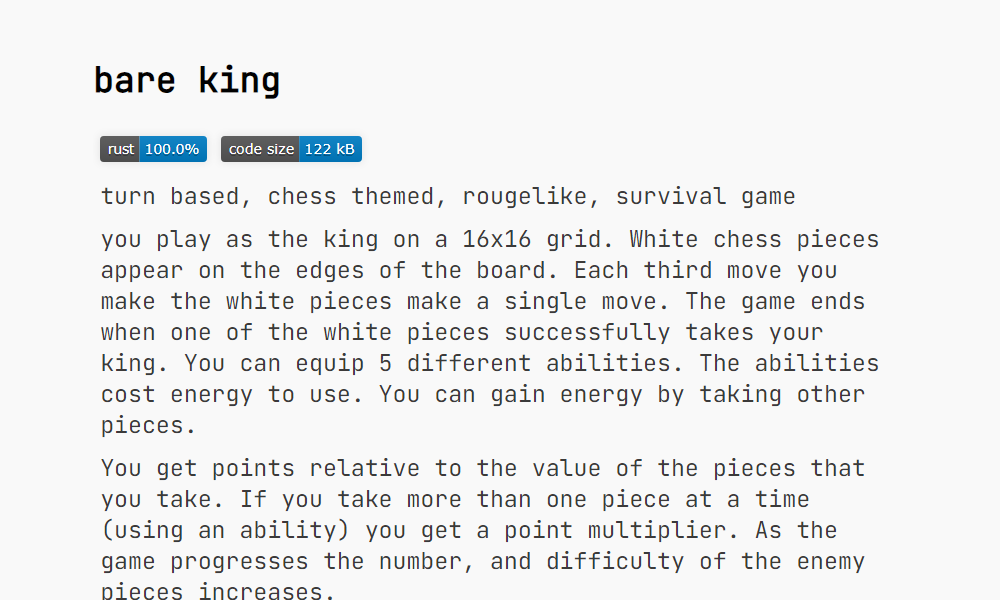 bare king
rust 100.0% code size 122 kB
turn based, chess themed, rougelike, survival game
you play as the king on a 16x16 grid. White chess pieces
appear on the edges of the board. Each third move you
make the white pieces make a single move. The game ends
when one of the white pieces successfully takes your
king. You can equip 5 different abilities. The abilities
cost energy to use. You can gain energy by taking other
pieces.
You get points relative to the value of the pieces that
you take. If you take more than one piece at a time
(using an ability) you get a point multiplier. As the
game progresses the number, and difficulty of the enemy
pieces increases.